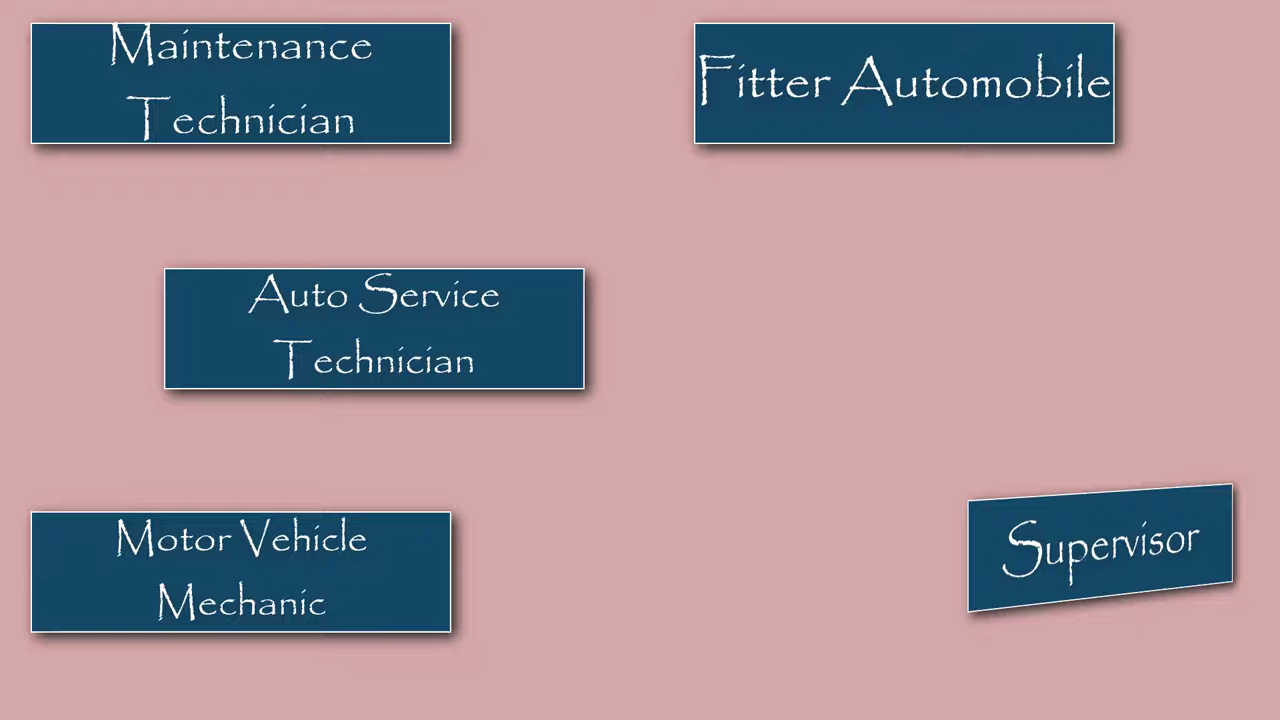 Maintenance
Technician
Fitter Automobile
Auto Service
Technician
Motor Vehicle
Mechanic
Supervisor